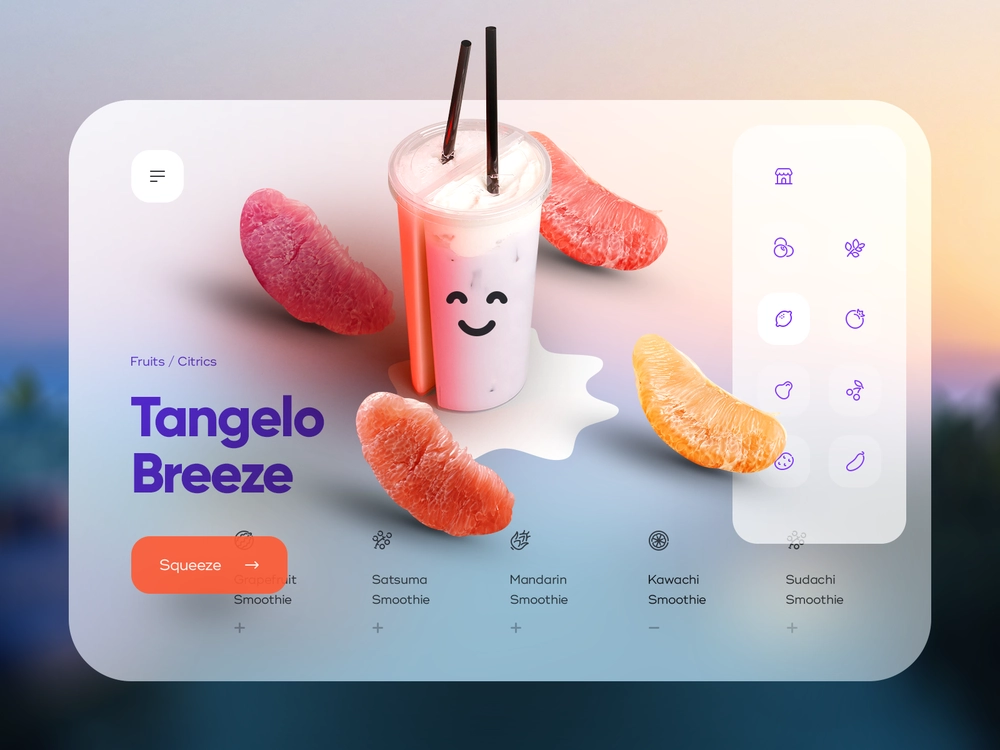 Fruits / Citrics
Tangelo
Breeze
Squeeze
Grapefruit
Smoothie
Satsuma
Smoothie
Mandarin
Smoothie
Kawachi
Smoothie
Sudachi
Smoothie